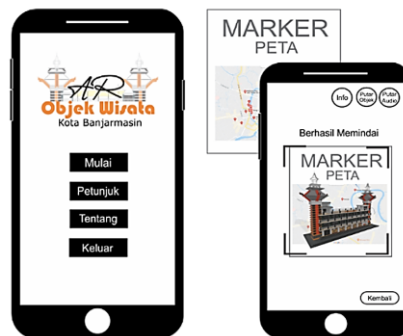 AR
Objek Wisata
Kota Banjarmasin
Mulai
Petunjuk
Tentang
Keluar
MARKER
PETA
Info
Putar Objek
Putar Audio
Berhasil Memindai
MARKER
PETA
Kembali